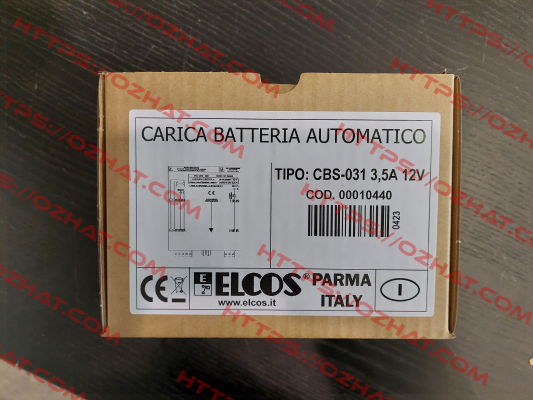 CARICA BATTERIA AUTOMATICO
TIPO: CBS-031 3,5A 12V
COD. 00010440
0423
CE
E ELCOS® PARMA
ITALY
www.elcos.it
I
HTTPS://OZHAT.COM